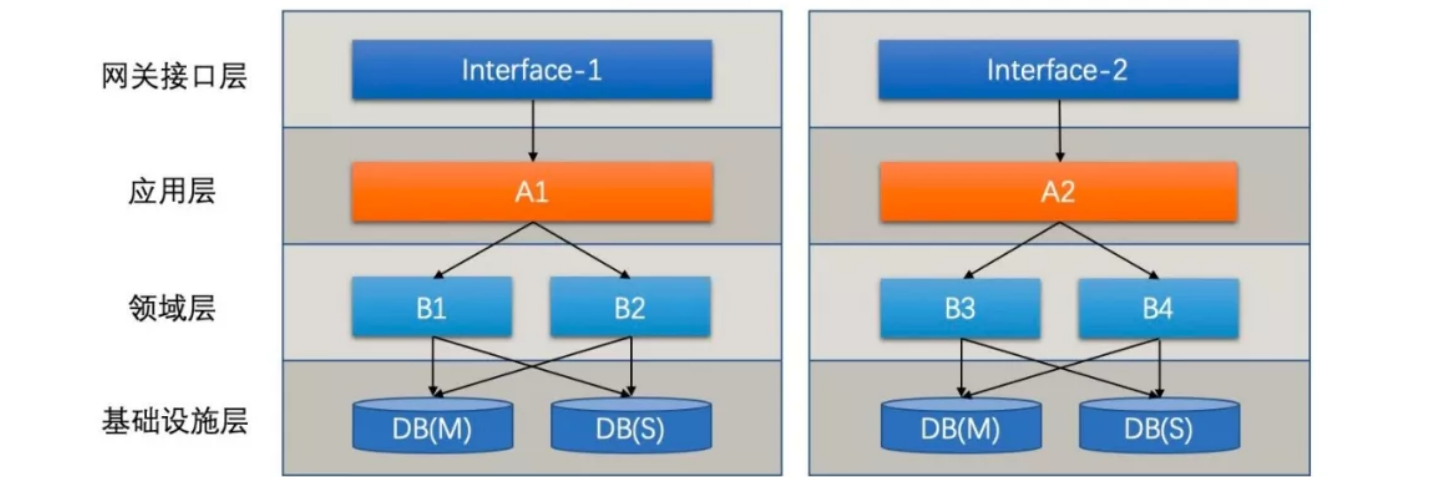 网关接口层
Interface-1
Interface-2
应用层
A1
A2
领域层
B1
B2
B3
B4
基础设施层
DB(M)
DB(S)
DB(M)
DB(S)